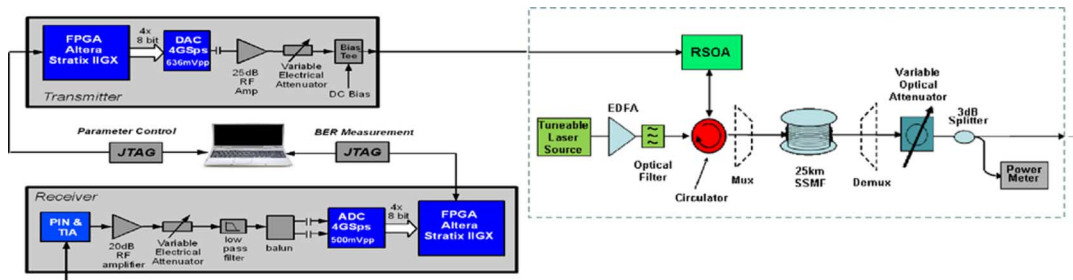 FPGA
Altera
Stratix IIGX
4x
8 bit
DAC
4GSps
636mVpp
25dB
RF
Amp
Variable
Electrical
Attenuator
Bias
Tee
DC Bias
Transmitter
Parameter Control
JTAG
BER Measurement
JTAG
Receiver
PIN &
TIA
20dB
RF
amplifier
Variable
Electrical
Attenuator
low
pass
filter
balun
ADC
4GSps
500mVpp
4x
8 bit
FPGA
Altera
Stratix IIGX
RSOA
Tuneable
Laser
Source
EDFA
Optical
Filter
Circulator
Mux
25km
SSMF
Demux
Variable
Optical
Attenuator
3dB
Splitter
Power
Meter